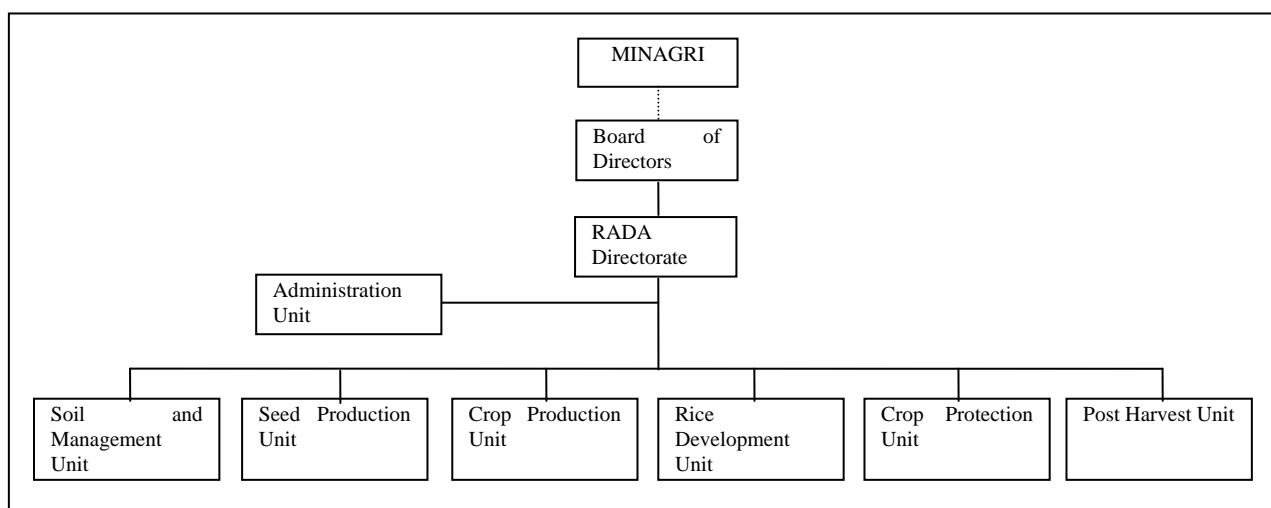 MINAGRI
Board of
Directors
RADA
Directorate
Administration
Unit
Soil and
Management
Unit
Seed Production
Unit
Crop Production
Unit
Rice
Development
Unit
Crop Protection
Unit
Post Harvest Unit